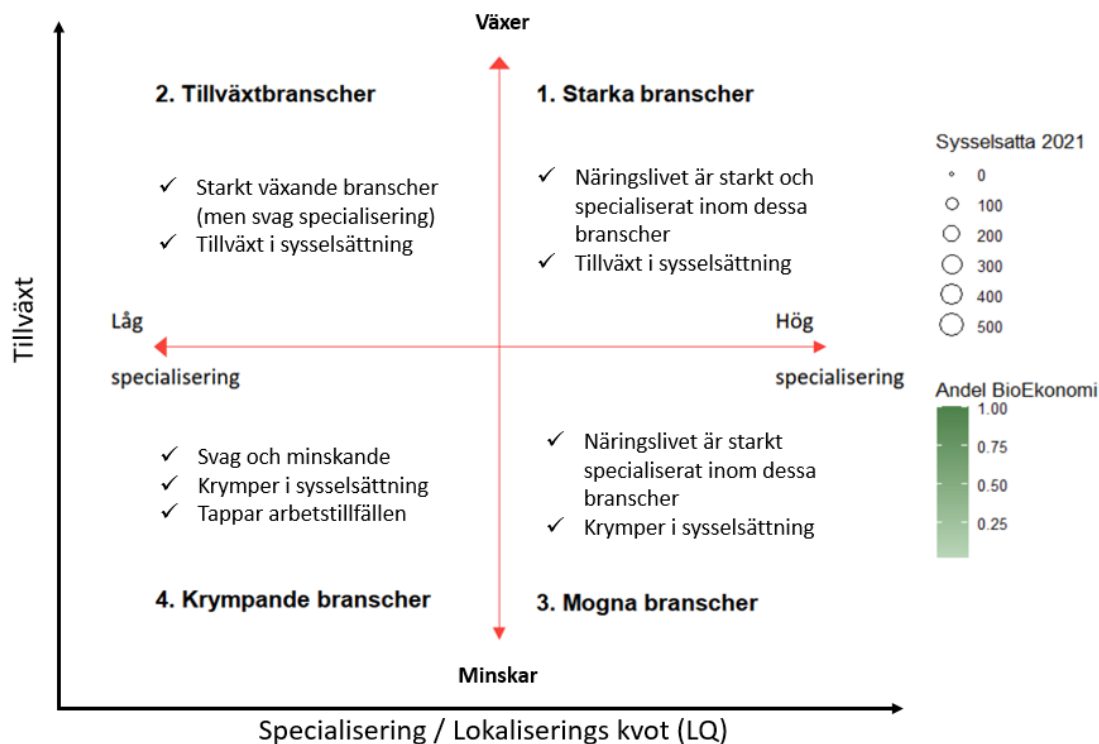 Växer
2. Tillväxtbranscher
1. Starka branscher
✓ Starkt växande branscher
(men svag specialisering)
✓ Tillväxt i sysselsättning
✓ Näringslivet är starkt och
specialiserat inom dessa
branscher
✓ Tillväxt i sysselsättning
Sysselsatta 2021
0
100
200
300
400
500
Tillväxt
Låg
specialisering
Hög
specialisering
Andel BioEkonomi
1.00
0.75
0.50
0.25
✓ Svag och minskande
✓ Krymper i sysselsättning
✓ Tappar arbetstillfällen
✓ Näringslivet är starkt
specialiserat inom dessa
branscher
✓ Krymper i sysselsättning
4. Krympande branscher
3. Mogna branscher
Minskar
Specialisering / Lokaliserings kvot (LQ)